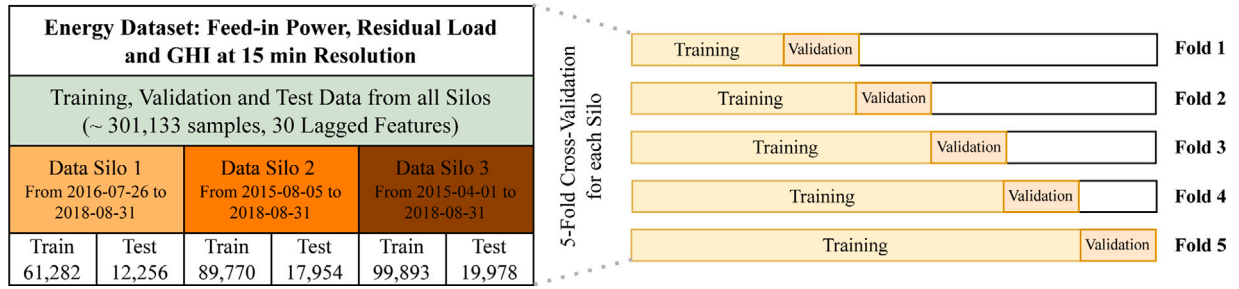 Energy Dataset: Feed-in Power, Residual Load
and GHI at 15 min Resolution
Training, Validation and Test Data from all Silos
(~ 301,133 samples, 30 Lagged Features)
Data Silo 1
From 2016-07-26 to
2018-08-31
Data Silo 2
From 2015-08-05 to
2018-08-31
Data Silo 3
From 2015-04-01 to
2018-08-31
Train
61,282
Test
12,256
Train
89,770
Test
17,954
Train
99,893
Test
19,978
5-Fold Cross-Validation
for each Silo
Training
Validation
Fold 1
Training
Validation
Fold 2
Training
Validation
Fold 3
Training
Validation
Fold 4
Training
Validation
Fold 5